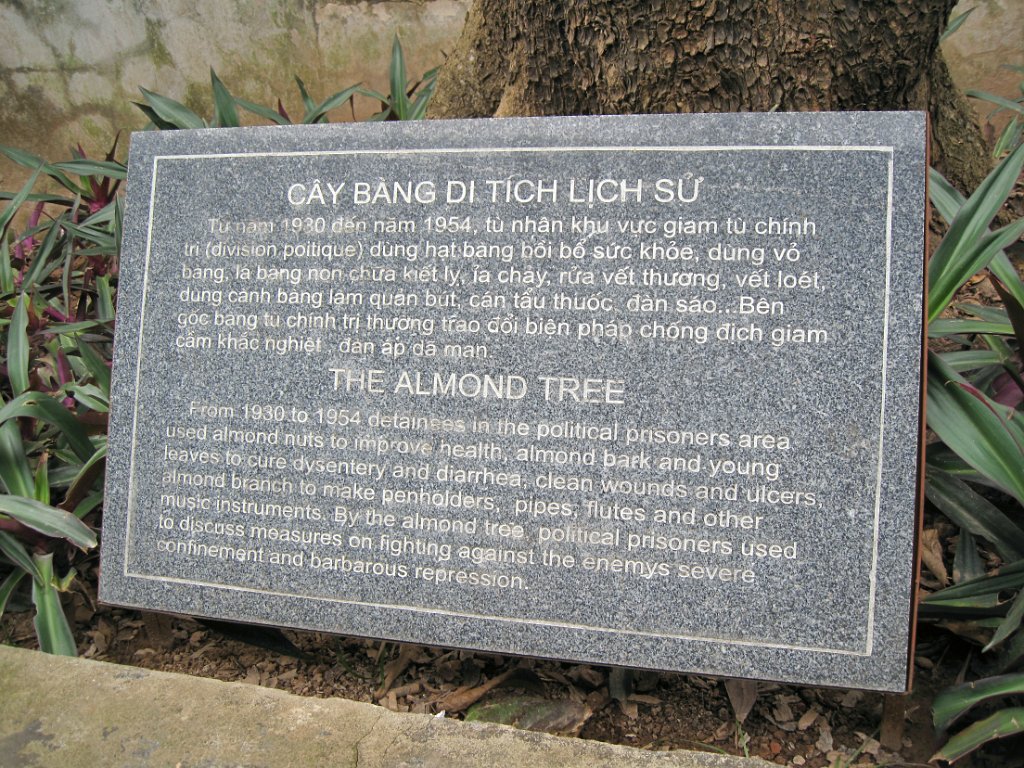 CÂY BÀNG DI TÍCH LỊCH SỬ
Từ năm 1930 đến năm 1954, tù nhân khu vực giam tù chính
trị (division poitique) dùng hạt bàng bồi bổ sức khỏe, dùng vỏ
bàng, lá bàng non chữa kiết lỵ, ỉa chảy, rửa vết thương, vết loét,
dùng cành bàng làm quản bút, cán tẩu thuốc, đàn sáo... Bên
gốc bàng tù chính trị thường trao đổi biện pháp chống địch giam
cầm khắc nghiệt đàn áp dã man.
THE ALMOND TREE
From 1930 to 1954 detainees in the political prisoners area
used almond nuts to improve health, almond bark and young
leaves to cure dysentery and diarrhea, clean wounds and ulcers,
almond branch to make penholders, pipes, flutes and other
music instruments. By the almond tree, political prisoners used
to discuss measures on fighting against the enemys severe
confinement and barbarous repression.